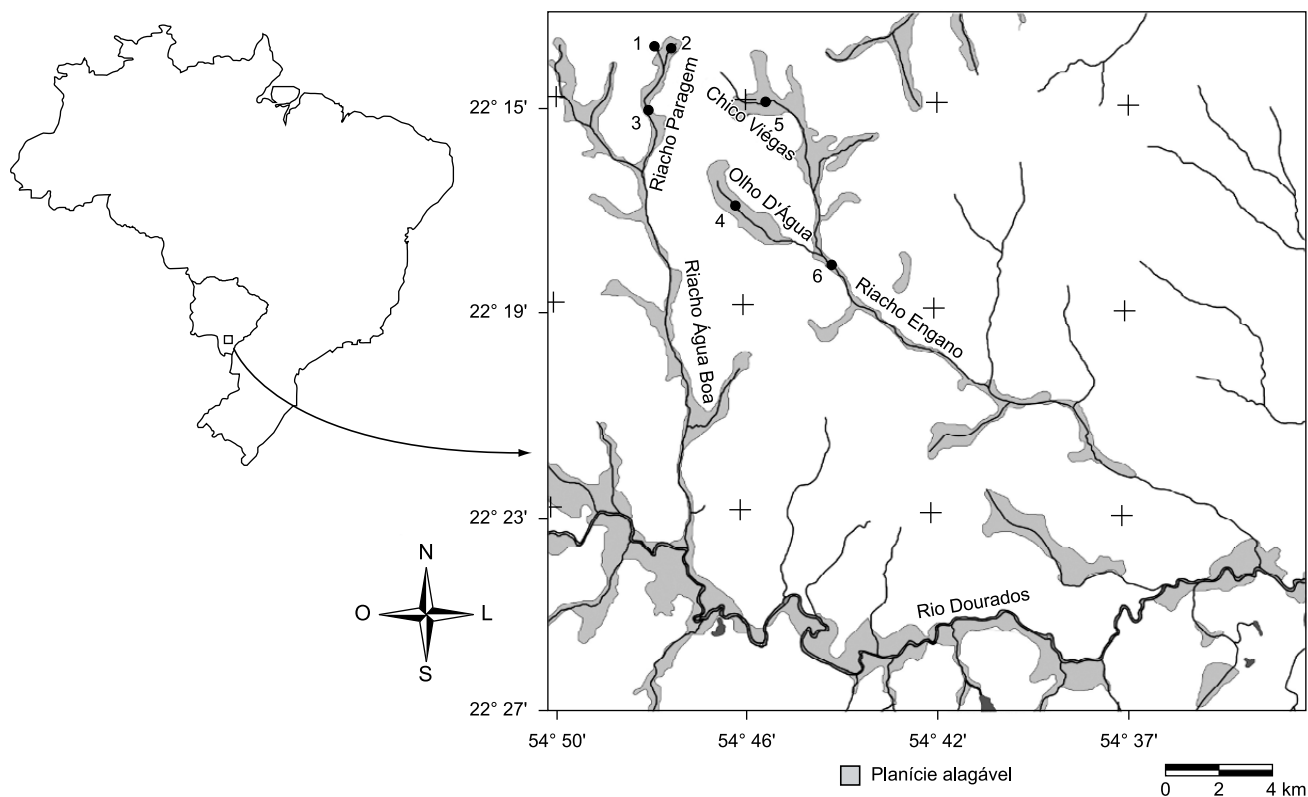 1
2
3
Riacho Paragem
Chico Viégas
5
Olho D'Água
4
6
Riacho Água Boa
Riacho Engano
Rio Dourados
22° 15'
22° 19'
22° 23'
22° 27'
54° 50'
54° 46'
54° 42'
54° 37'
N
O
L
S
Planície alagável
0 2 4 km